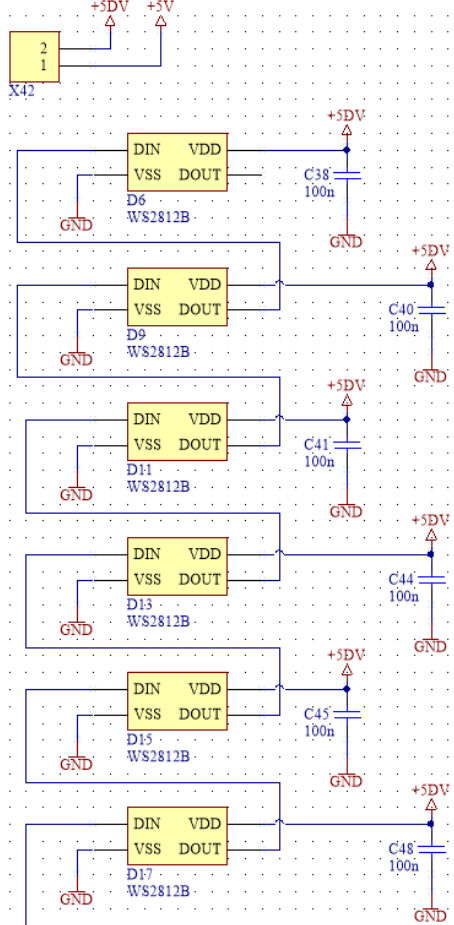 +5DV +5V
2
1
X42
+5DV
DIN VDD
VSS DOUT
C38
100n
D6
WS2812B
GND
GND
+5DV
DIN VDD
VSS DOUT
C40
100n
D9
WS2812B
GND
GND
+5DV
DIN VDD
VSS DOUT
C41
100n
D11
WS2812B
GND
GND
+5DV
DIN VDD
VSS DOUT
C44
100n
D13
WS2812B
GND
GND
+5DV
DIN VDD
VSS DOUT
C45
100n
D15
WS2812B
GND
GND
+5DV
DIN VDD
VSS DOUT
C48
100n
D17
WS2812B
GND
GND